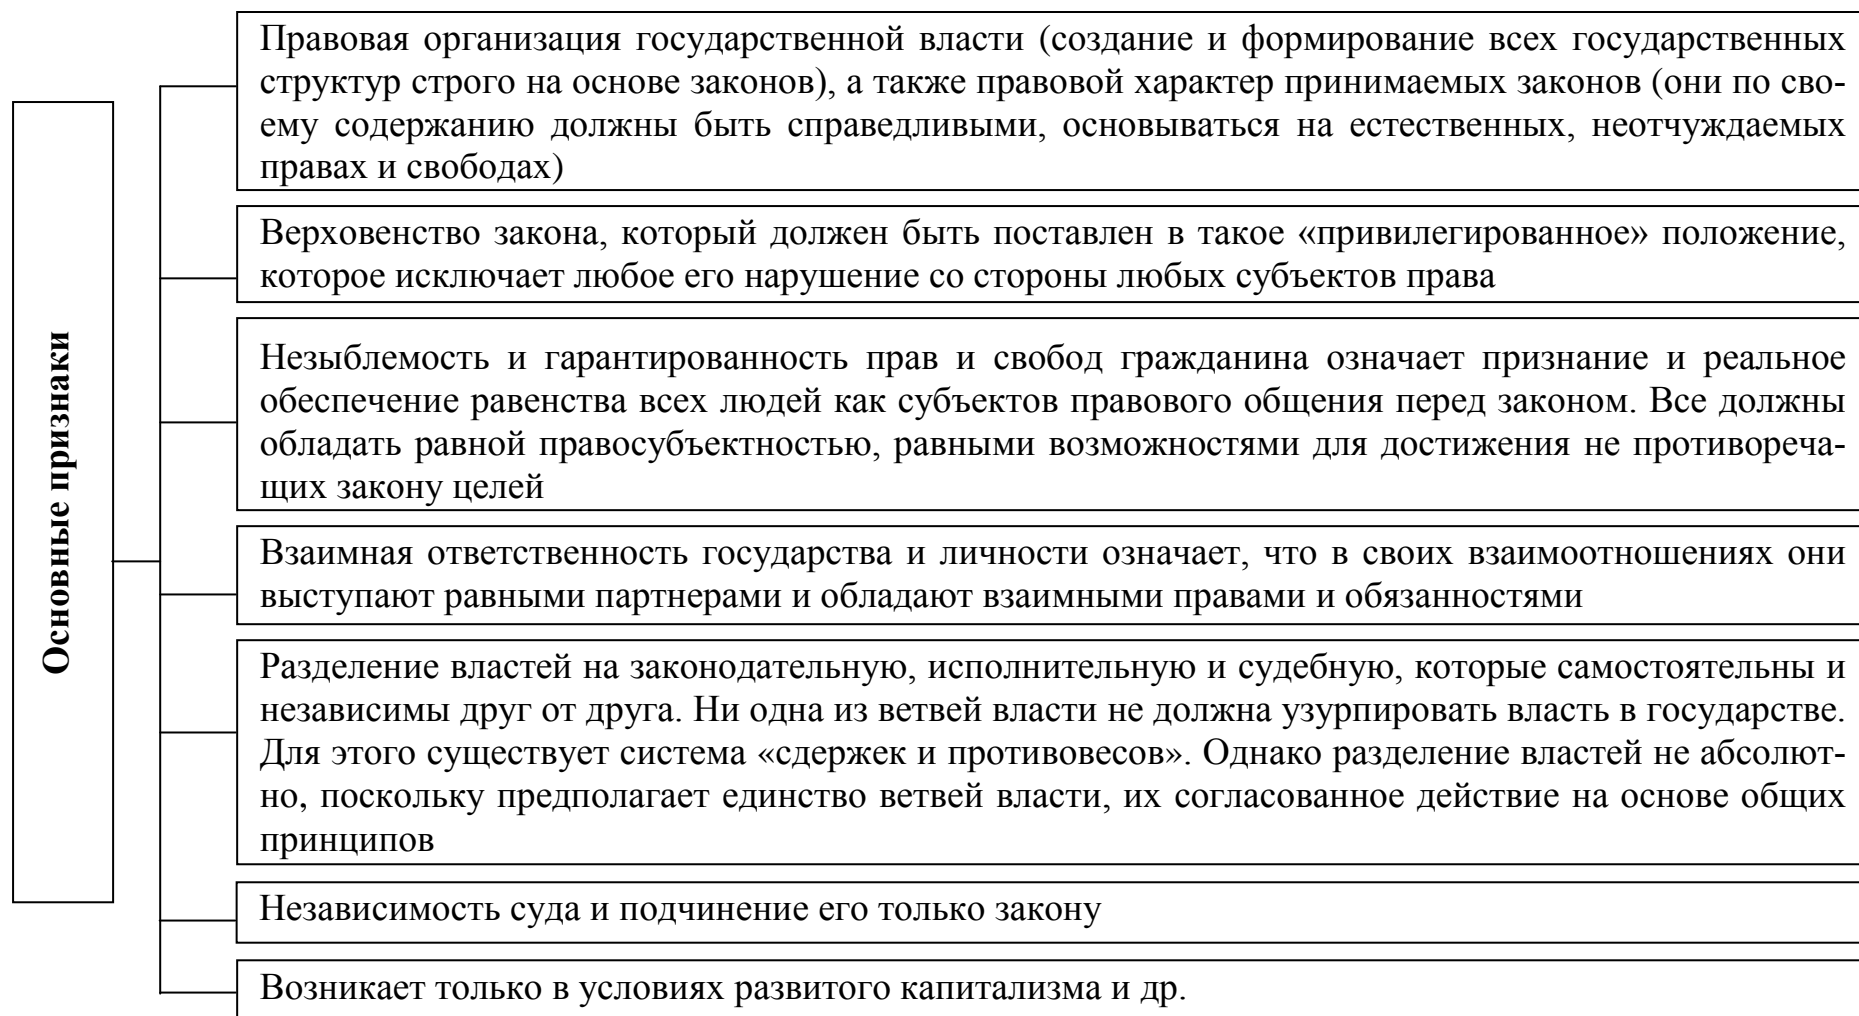 Основные признаки
Правовая организация государственной власти (создание и формирование всех государственных
структур строго на основе законов), а также правовой характер принимаемых законов (они по сво-
ему содержанию должны быть справедливыми, основываться на естественных, неотчуждаемых
правах и свободах)
Верховенство закона, который должен быть поставлен в такое «привилегированное» положение,
которое исключает любое его нарушение со стороны любых субъектов права
Незыблемость и гарантированность прав и свобод гражданина означает признание и реальное
обеспечение равенства всех людей как субъектов правового общения перед законом. Все должны
обладать равной правосубъектностью, равными возможностями для достижения не противореча-
щих закону целей
Взаимная ответственность государства и личности означает, что в своих взаимоотношениях они
выступают равными партнерами и обладают взаимными правами и обязанностями
Разделение властей на законодательную, исполнительную и судебную, которые самостоятельны и
независимы друг от друга. Ни одна из ветвей власти не должна узурпировать власть в государстве.
Для этого существует система «сдержек и противовесов». Однако разделение властей не абсолют-
но, поскольку предполагает единство ветвей власти, их согласованное действие на основе общих
принципов
Независимость суда и подчинение его только закону
Возникает только в условиях развитого капитализма и др.